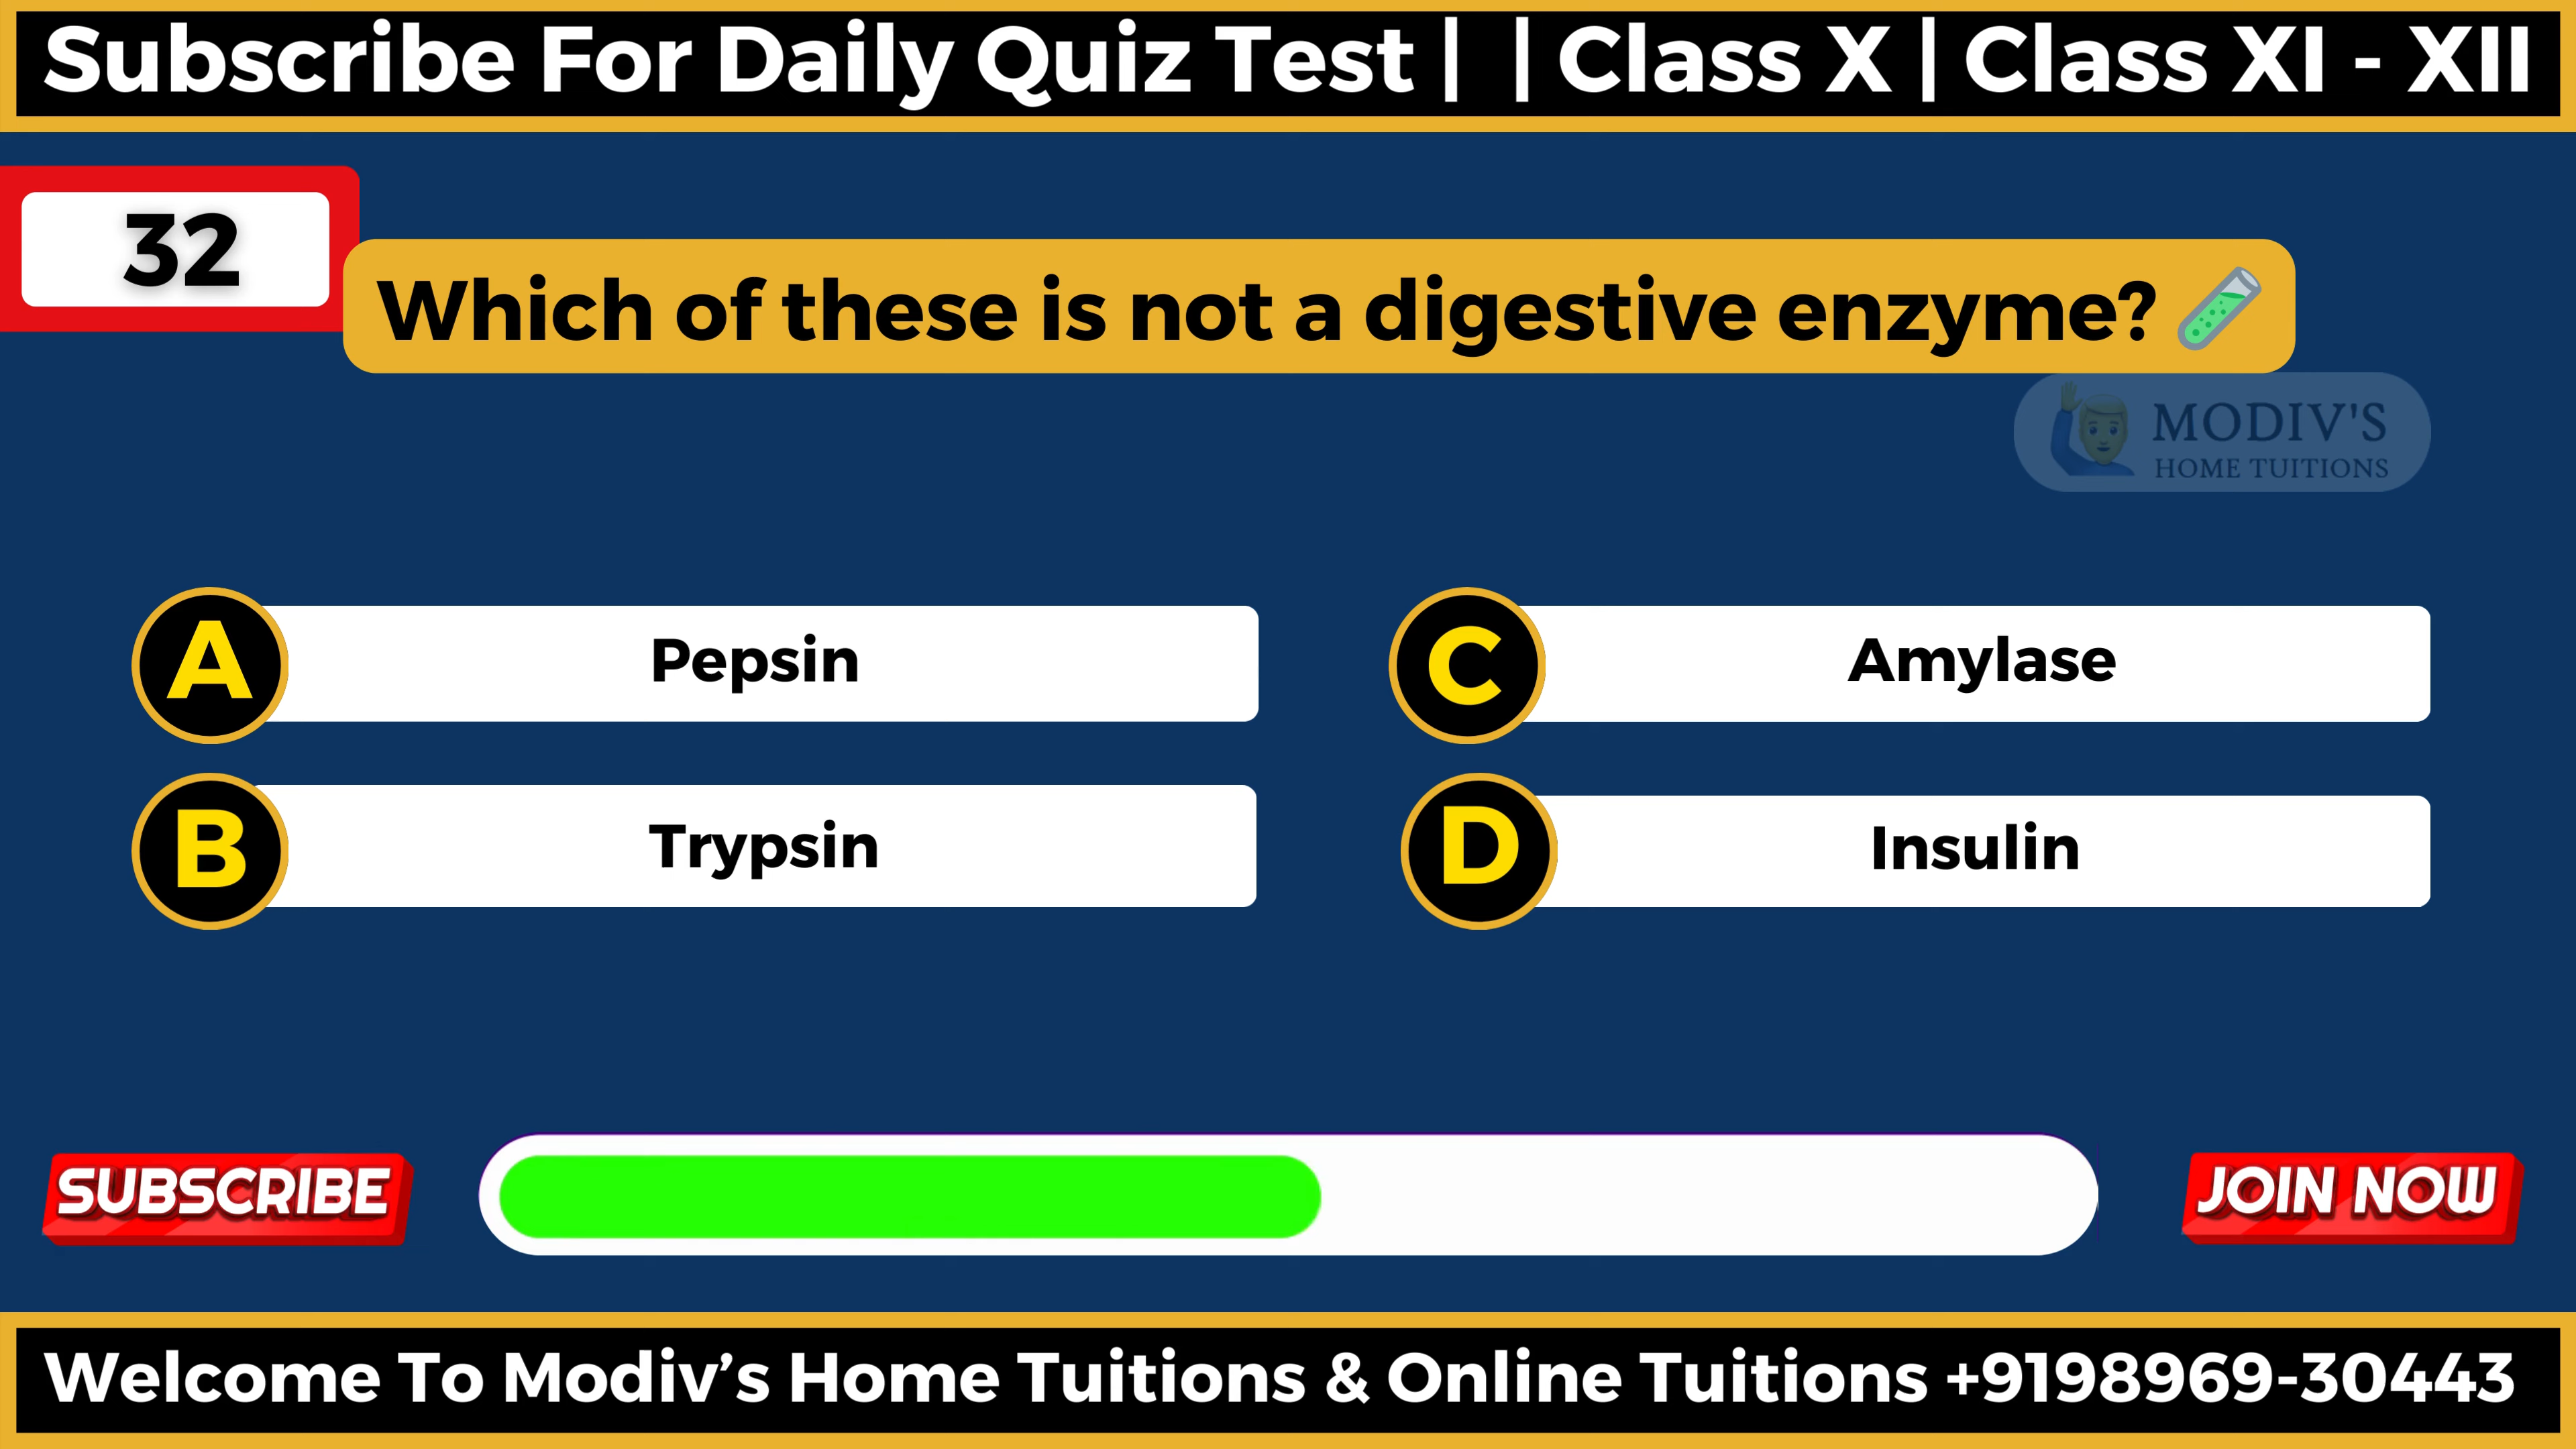 Subscribe For Daily Quiz Test | | Class X | Class XI - XII
32
Which of these is not a digestive enzyme?
MODIV'S
HOME TUITIONS
A Pepsin
B Trypsin
C Amylase
D Insulin
SUBSCRIBE
JOIN NOW
Welcome To Modiv’s Home Tuitions & Online Tuitions +9198969-30443